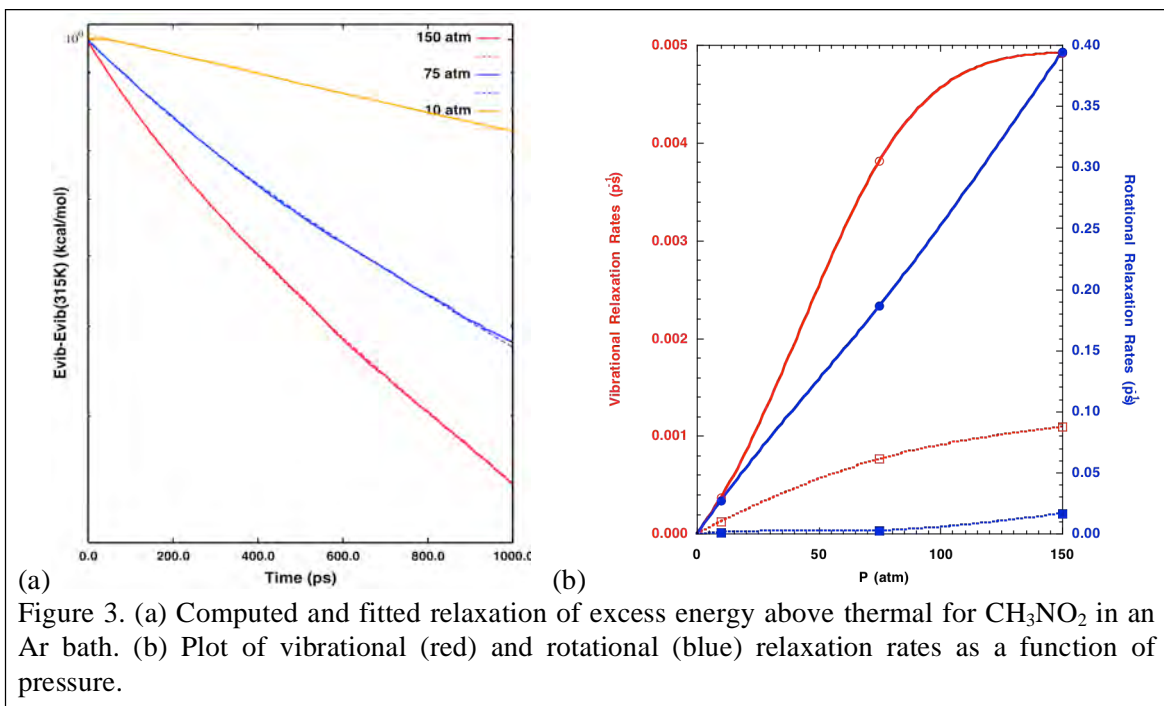 10⁰
150 atm
75 atm
10 atm
Evib-Evib(315K) (kcal/mol)
0.0 200.0 400.0 600.0 800.0 1000.0
Time (ps)
(a)
0.005
0.004
0.003
0.002
0.001
0.000
Vibrational Relaxation Rates (ps⁻¹)
0.40
0.35
0.30
0.25
0.20
0.15
0.10
0.05
0.00
Rotational Relaxation Rates (ps⁻¹)
0 50 100 150
P (atm)
(b)
Figure 3. (a) Computed and fitted relaxation of excess energy above thermal for CH₃NO₂ in an
Ar bath. (b) Plot of vibrational (red) and rotational (blue) relaxation rates as a function of
pressure.